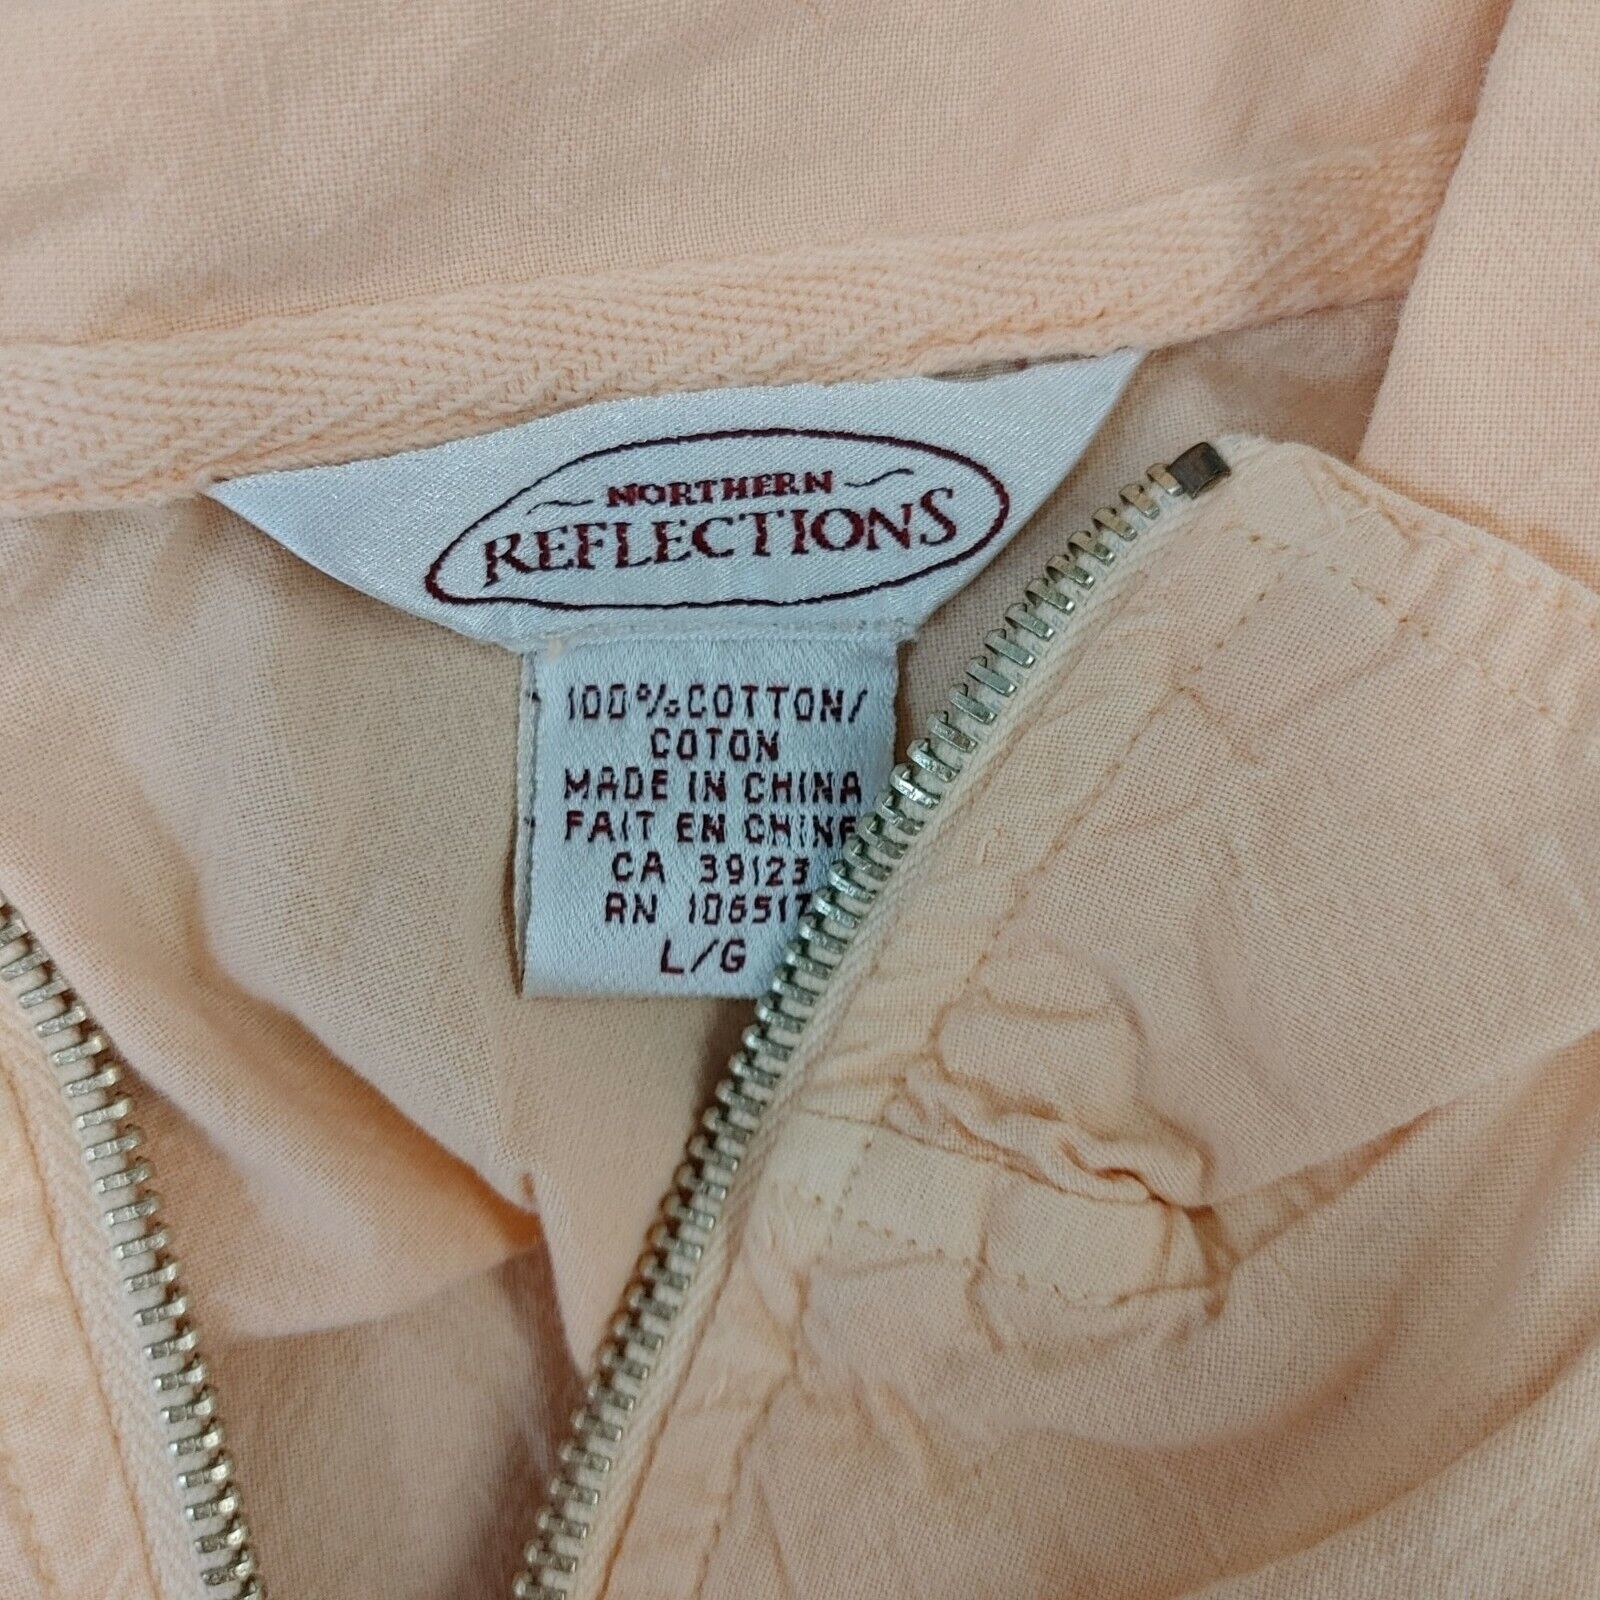 NORTHERN
REFLECTIONS
100% COTTON/
COTON
MADE IN CHINA
FAIT EN CHINE
CA 39123
RN 106517
L/G